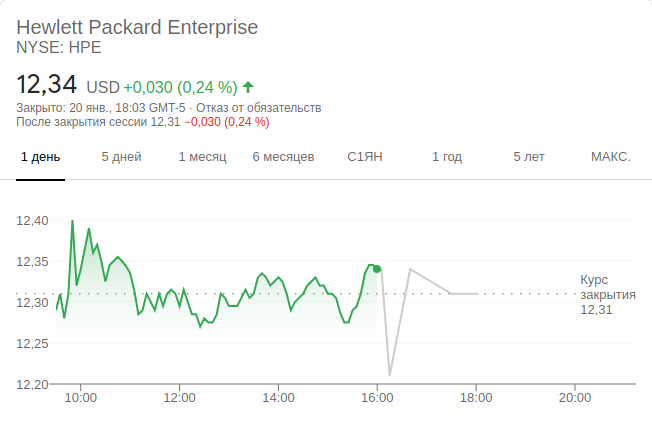 Hewlett Packard Enterprise
NYSE: HPE
12,34 USD +0,030 (0,24 %)
Закрыто: 20 янв., 18:03 GMT-5 · Отказ от обязательств
После закрытия сессии 12,31 −0,030 (0,24 %)
1 день 5 дней 1 месяц 6 месяцев С1ЯН 1 год 5 лет МАКС.
12,40
12,35
12,30
12,25
12,20
Курс
закрытия
12,31
10:00 12:00 14:00 16:00 18:00 20:00